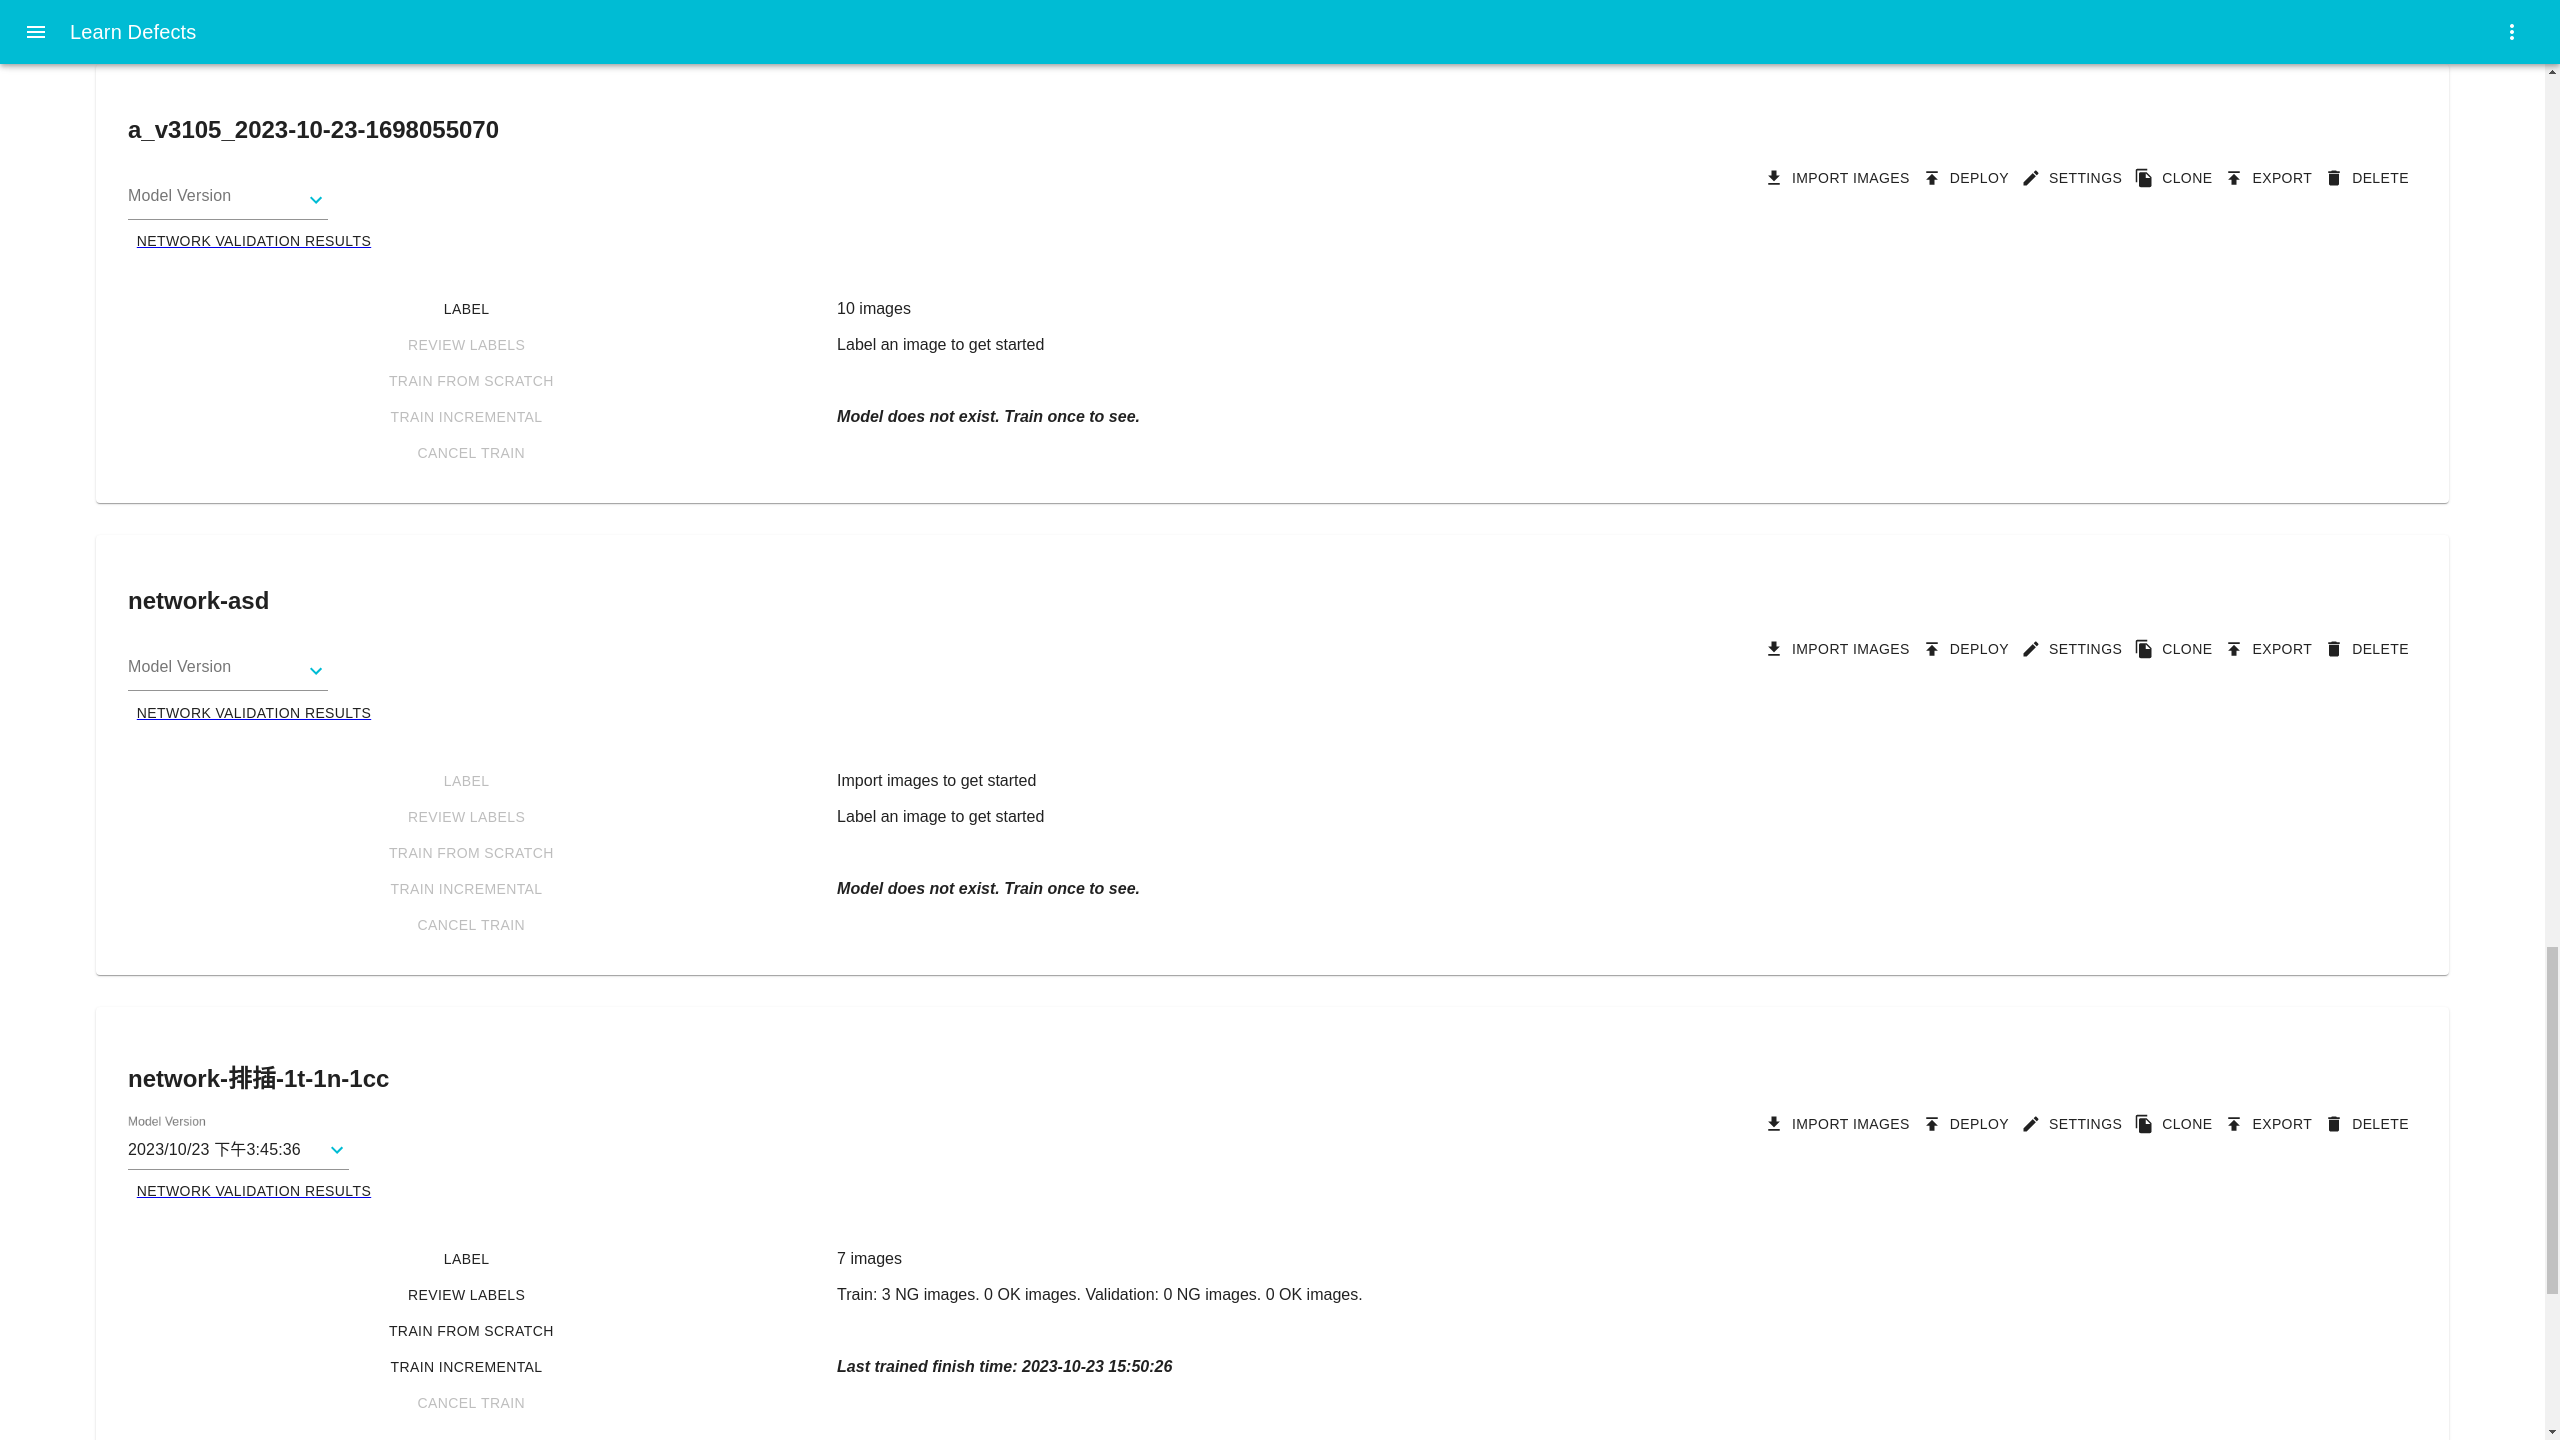 Learn Defects
a_v3105_2023-10-23-1698055070
IMPORT IMAGES DEPLOY SETTINGS CLONE EXPORT DELETE
Model Version
NETWORK VALIDATION RESULTS
LABEL 10 images
REVIEW LABELS Label an image to get started
TRAIN FROM SCRATCH
TRAIN INCREMENTAL Model does not exist. Train once to see.
CANCEL TRAIN
network-asd
IMPORT IMAGES DEPLOY SETTINGS CLONE EXPORT DELETE
Model Version
NETWORK VALIDATION RESULTS
LABEL Import images to get started
REVIEW LABELS Label an image to get started
TRAIN FROM SCRATCH
TRAIN INCREMENTAL Model does not exist. Train once to see.
CANCEL TRAIN
network-排插-1t-1n-1cc
Model Version
IMPORT IMAGES DEPLOY SETTINGS CLONE EXPORT DELETE
2023/10/23 下午3:45:36
NETWORK VALIDATION RESULTS
LABEL 7 images
REVIEW LABELS Train: 3 NG images. 0 OK images. Validation: 0 NG images. 0 OK images.
TRAIN FROM SCRATCH
TRAIN INCREMENTAL Last trained finish time: 2023-10-23 15:50:26
CANCEL TRAIN